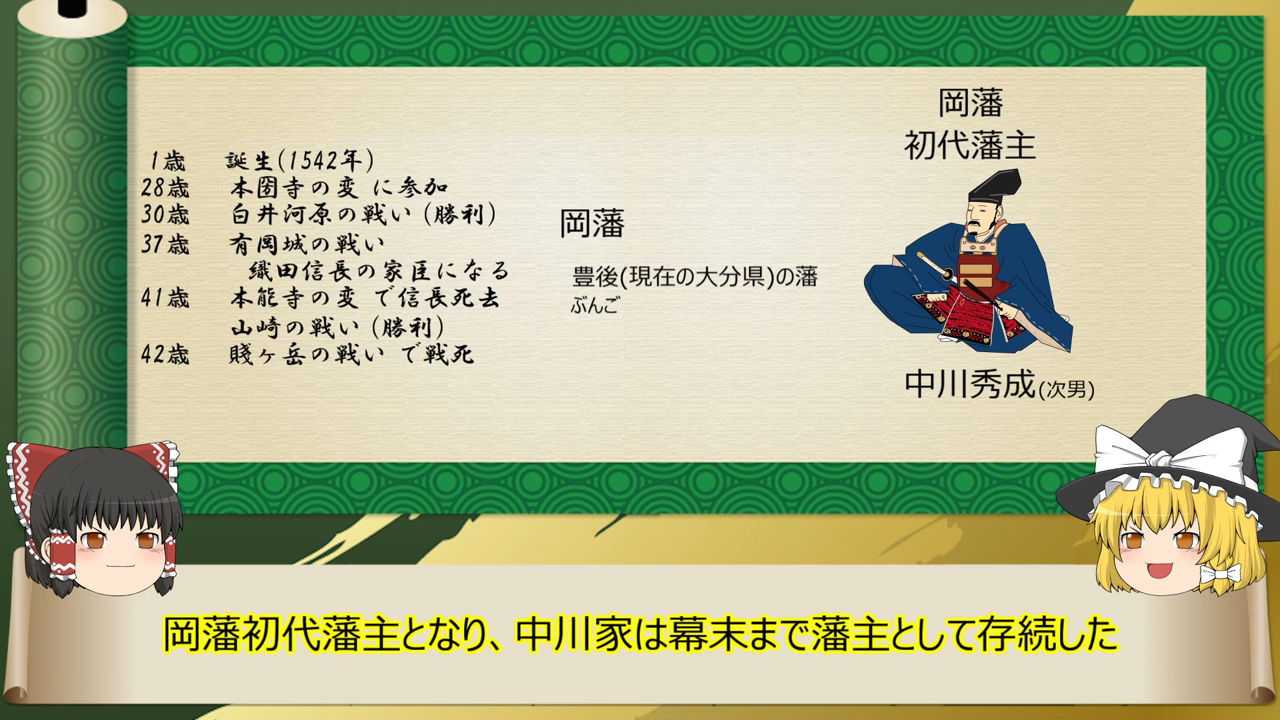 1歳 誕生(1542年)
28歳 本圀寺の変 に参加
30歳 白井河原の戦い (勝利)
37歳 有岡城の戦い
織田信長の家臣になる
41歳 本能寺の変 で信長死去
山崎の戦い (勝利)
42歳 賤ヶ岳の戦い で戦死
岡藩
豊後(現在の大分県)の藩
ぶんご
岡藩
初代藩主
中川秀成(次男)
岡藩初代藩主となり、中川家は幕末まで藩主として存続した